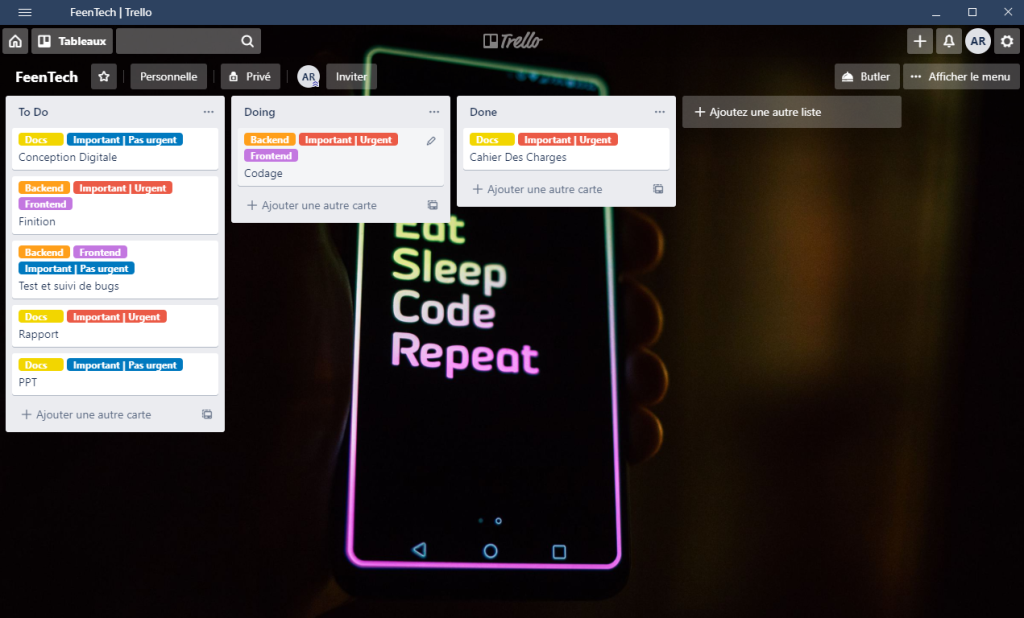 FeenTech | Trello
Tableaux
Trello
AR
FeenTech
Personnelle
Privé
AR
Inviter
Butler
Afficher le menu
To Do
Docs Important | Pas urgent
Conception Digitale
Backend Important | Urgent
Frontend
Finition
Backend Frontend
Important | Pas urgent
Test et suivi de bugs
Docs Important | Urgent
Rapport
Docs Important | Pas urgent
PPT
Ajouter une autre carte
Doing
Backend Important | Urgent
Frontend
Codage
Ajouter une autre carte
Done
Docs Important | Urgent
Cahier Des Charges
Ajouter une autre carte
Ajoutez une autre liste
Eat
Sleep
Code
Repeat